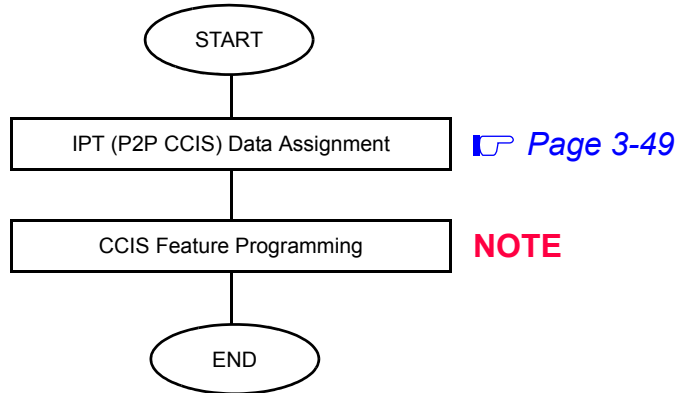 START
IPT (P2P CCIS) Data Assignment
Page 3-49
CCIS Feature Programming
NOTE
END